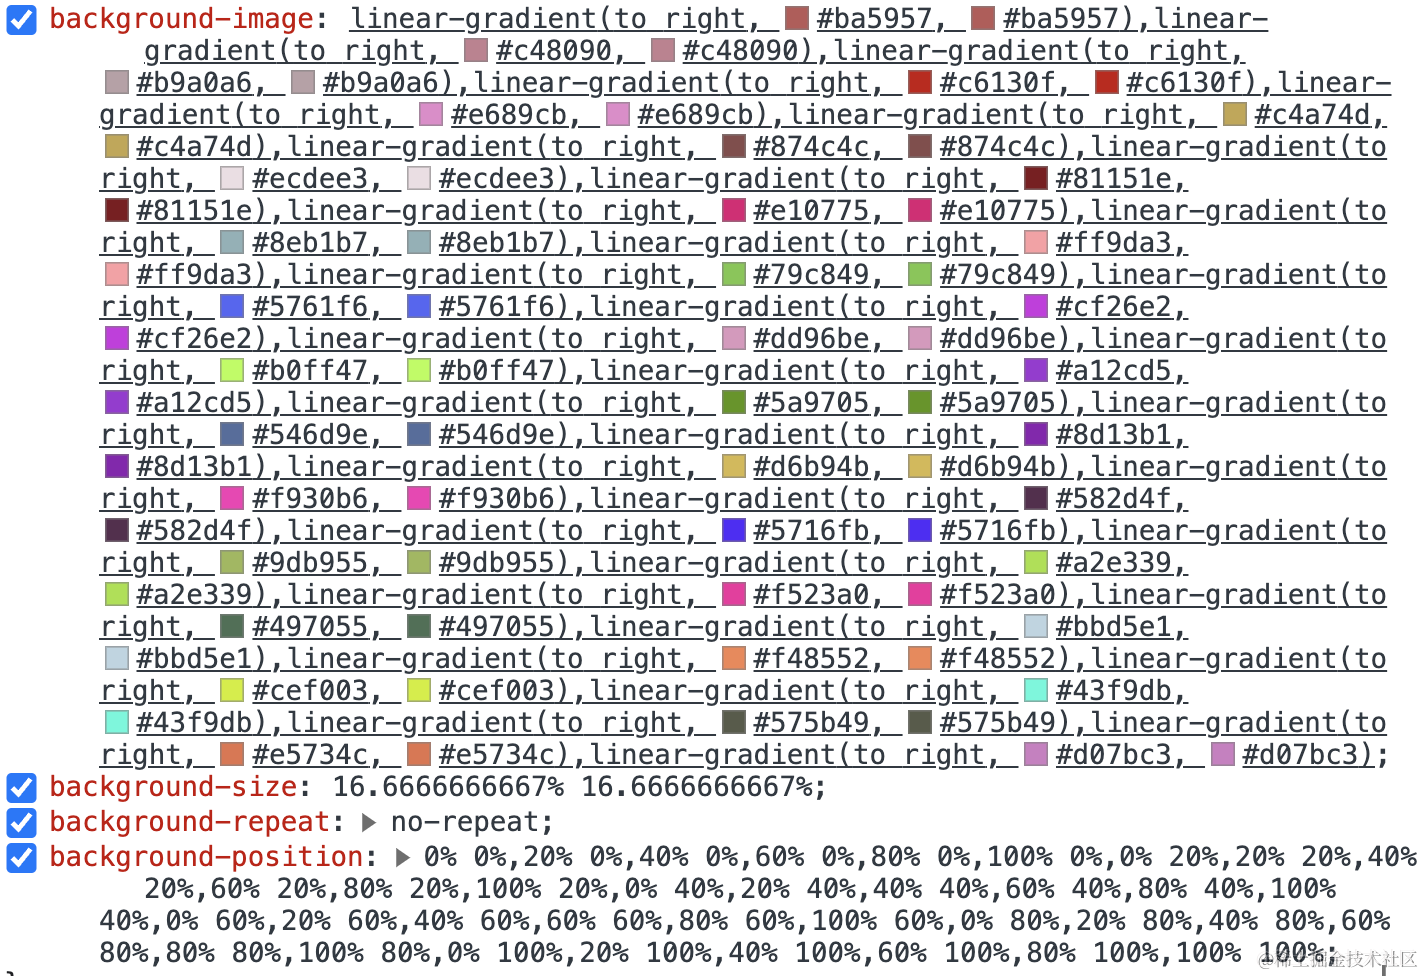 background-image: linear-gradient(to right, #ba5957, #ba5957),linear-
gradient(to right, #c48090, #c48090),linear-gradient(to right,
#b9a0a6, #b9a0a6),linear-gradient(to right, #c6130f, #c6130f),linear-
gradient(to right, #e689cb, #e689cb),linear-gradient(to right, #c4a74d,
#c4a74d),linear-gradient(to right, #874c4c, #874c4c),linear-gradient(to
right, #ecdee3, #ecdee3),linear-gradient(to right, #81151e,
#81151e),linear-gradient(to right, #e10775, #e10775),linear-gradient(to
right, #8eb1b7, #8eb1b7),linear-gradient(to right, #ff9da3,
#ff9da3),linear-gradient(to right, #79c849, #79c849),linear-gradient(to
right, #5761f6, #5761f6),linear-gradient(to right, #cf26e2,
#cf26e2),linear-gradient(to right, #dd96be, #dd96be),linear-gradient(to
right, #b0ff47, #b0ff47),linear-gradient(to right, #a12cd5,
#a12cd5),linear-gradient(to right, #5a9705, #5a9705),linear-gradient(to
right, #546d9e, #546d9e),linear-gradient(to right, #8d13b1,
#8d13b1),linear-gradient(to right, #d6b94b, #d6b94b),linear-gradient(to
right, #f930b6, #f930b6),linear-gradient(to right, #582d4f,
#582d4f),linear-gradient(to right, #5716fb, #5716fb),linear-gradient(to
right, #9db955, #9db955),linear-gradient(to right, #a2e339,
#a2e339),linear-gradient(to right, #f523a0, #f523a0),linear-gradient(to
right, #497055, #497055),linear-gradient(to right, #bbd5e1,
#bbd5e1),linear-gradient(to right, #f48552, #f48552),linear-gradient(to
right, #cef003, #cef003),linear-gradient(to right, #43f9db,
#43f9db),linear-gradient(to right, #575b49, #575b49),linear-gradient(to
right, #e5734c, #e5734c),linear-gradient(to right, #d07bc3, #d07bc3);
background-size: 16.6666666667% 16.6666666667%;
background-repeat: no-repeat;
background-position: 0% 0%,20% 0%,40% 0%,60% 0%,80% 0%,100% 0%,0% 20%,20% 20%,40%
20%,60% 20%,80% 20%,100% 20%,0% 40%,20% 40%,40% 40%,60% 40%,80% 40%,100%
40%,0% 60%,20% 60%,40% 60%,60% 60%,80% 60%,100% 60%,0% 80%,20% 80%,40% 80%,60%
80%,80% 80%,100% 80%,0% 100%,20% 100%,40% 100%,60% 100%,80% 100%,100% 100%;
@稀土掘金技术社区